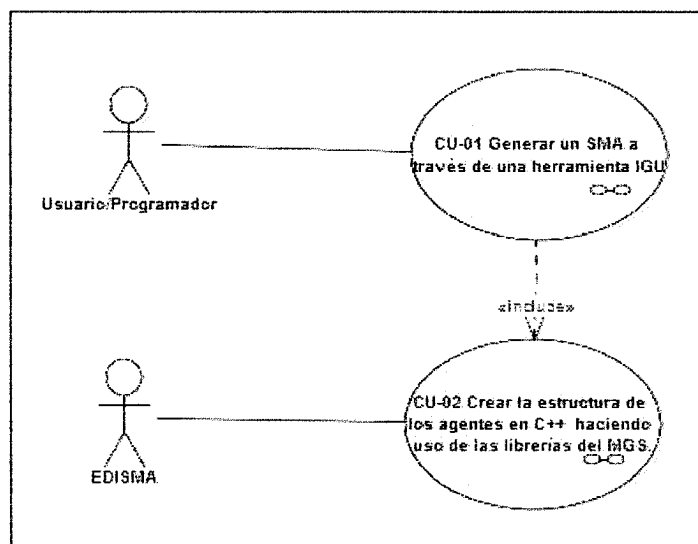 CU-01 Generar un SMA a
través de una herramienta IGU
Usuario/Programador
«include»
CU-02 Crear la estructura de
los agentes en C++ haciendo
uso de las librerías del MGS.
EDISMA